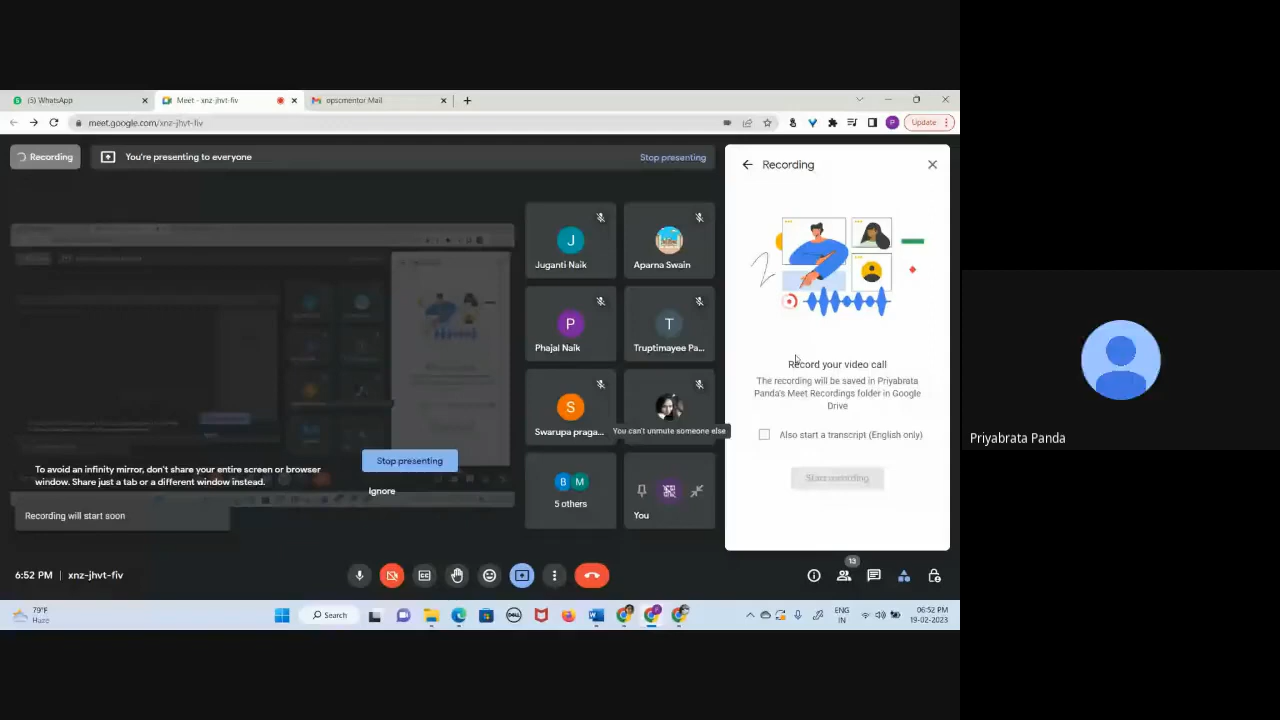 (5) WhatsApp
Meet - xnz-jhvt-fiv
opscmentor Mail
meet.google.com/xnz-jhvt-fiv
Update
Recording
You're presenting to everyone
Stop presenting
Recording
J
Juganti Naik
Aparna Swain
P
Phajal Naik
T
Truptimayee Pa...
S
Swarupa praga...
You can't unmute someone else
B M
5 others
You
Record your video call
The recording will be saved in Priyabrata
Panda's Meet Recordings folder in Google
Drive
Also start a transcript (English only)
Start recording
To avoid an infinity mirror, don't share your entire screen or browser
window. Share just a tab or a different window instead.
Stop presenting
Ignore
Recording will start soon
6:52 PM | xnz-jhvt-fiv
13
79°F
Haze
Search
ENG
IN
06:52 PM
19-02-2023
Priyabrata Panda